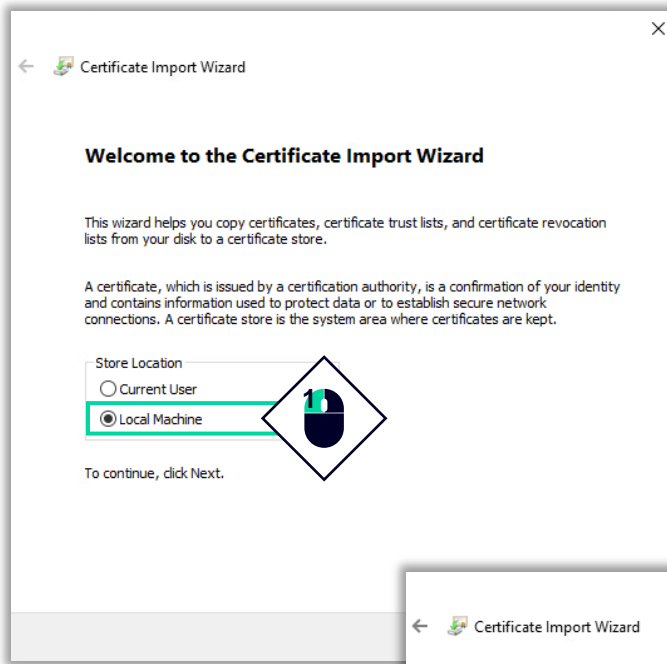 Certificate Import Wizard
Welcome to the Certificate Import Wizard
This wizard helps you copy certificates, certificate trust lists, and certificate revocation
lists from your disk to a certificate store.
A certificate, which is issued by a certification authority, is a confirmation of your identity
and contains information used to protect data or to establish secure network
connections. A certificate store is the system area where certificates are kept.
Store Location
Current User
Local Machine
1
To continue, click Next.
Certificate Import Wizard